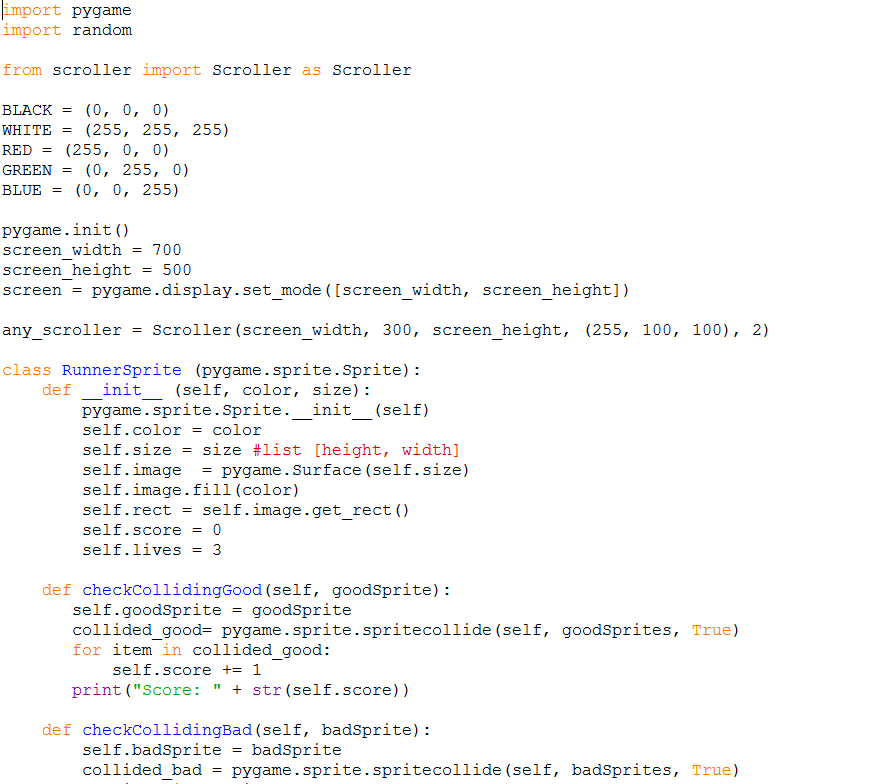 import pygame
import random

from scroller import Scroller as Scroller

BLACK = (0, 0, 0)
WHITE = (255, 255, 255)
RED = (255, 0, 0)
GREEN = (0, 255, 0)
BLUE = (0, 0, 255)

pygame.init()
screen_width = 700
screen_height = 500
screen = pygame.display.set_mode([screen_width, screen_height])

any_scroller = Scroller(screen_width, 300, screen_height, (255, 100, 100), 2)

class RunnerSprite (pygame.sprite.Sprite):
    def __init__ (self, color, size):
        pygame.sprite.Sprite.__init__(self)
        self.color = color
        self.size = size #list [height, width]
        self.image  = pygame.Surface(self.size)
        self.image.fill(color)
        self.rect = self.image.get_rect()
        self.score = 0
        self.lives = 3

    def checkCollidingGood(self, goodSprite):
       self.goodSprite = goodSprite
       collided_good= pygame.sprite.spritecollide(self, goodSprites, True)
       for item in collided_good:
           self.score += 1
       print("Score: " + str(self.score))

    def checkCollidingBad(self, badSprite):
        self.badSprite = badSprite
        collided_bad = pygame.sprite.spritecollide(self, badSprites, True)